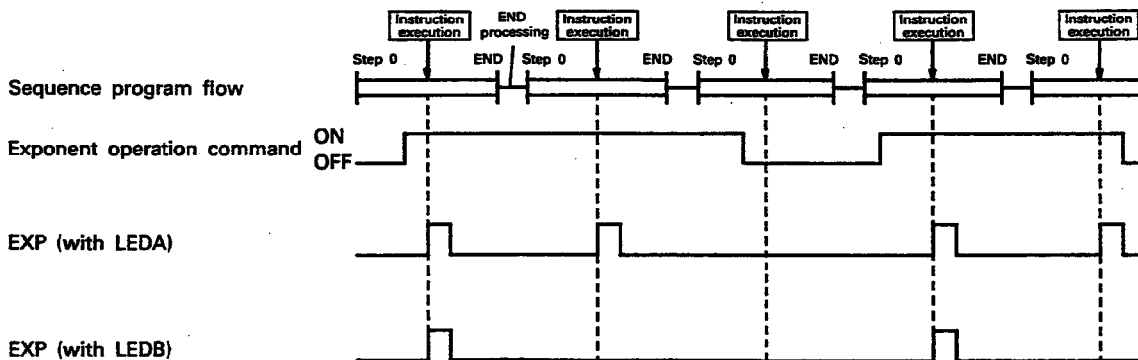 Instruction execution
END processing
Instruction execution
Instruction execution
Instruction execution
Instruction execution
Step 0
END
Step 0
END
Step 0
END
Step 0
END
Step 0
Sequence program flow
Exponent operation command
ON
OFF
EXP (with LEDA)
EXP (with LEDB)